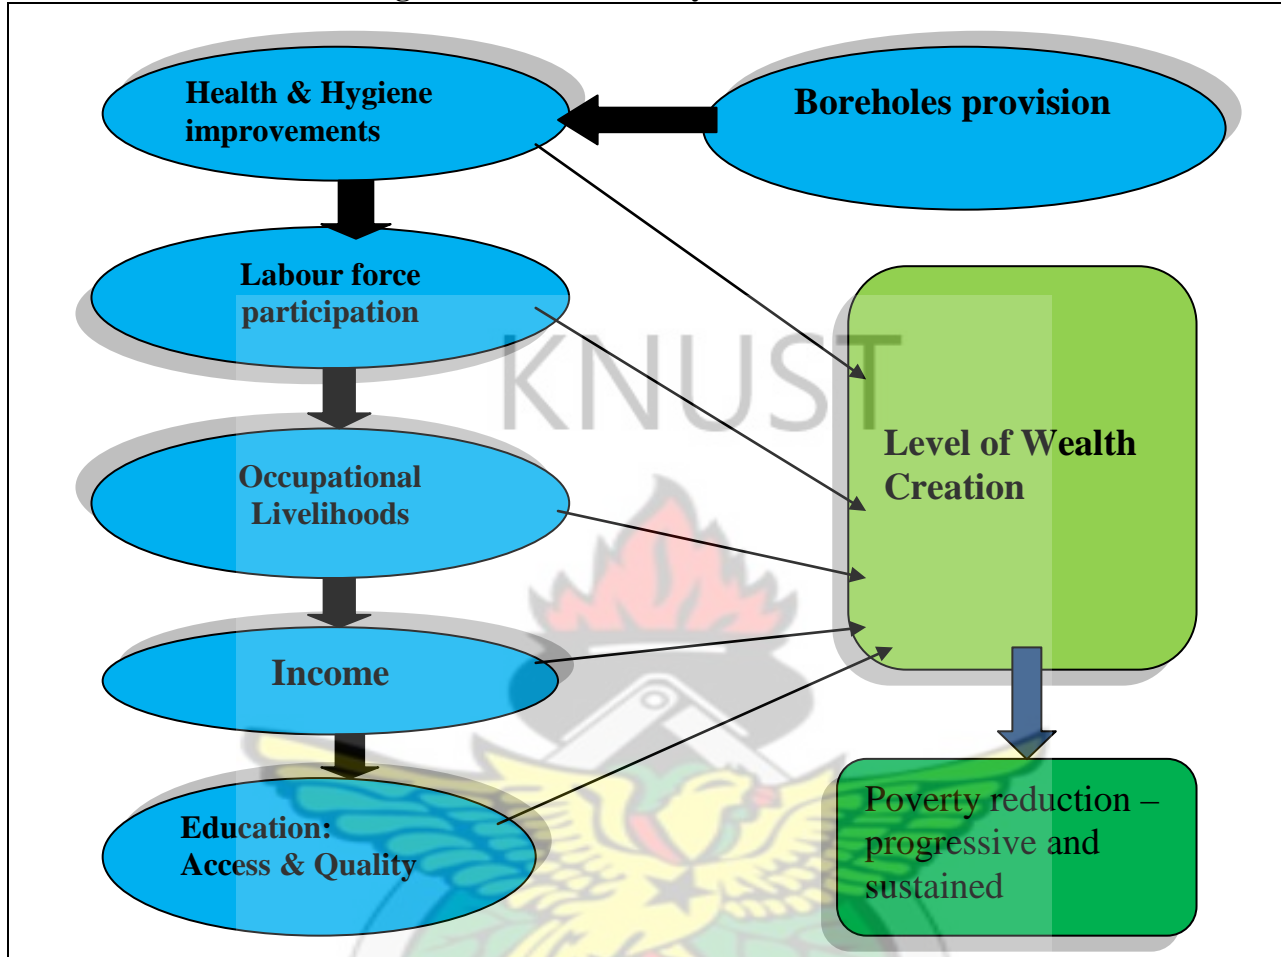 Health & Hygiene
improvements
Boreholes provision
Labour force
participation
KNUST
Level of Wealth
Creation
Occupational
Livelihoods
Income
Education:
Access & Quality
Poverty reduction –
progressive and
sustained